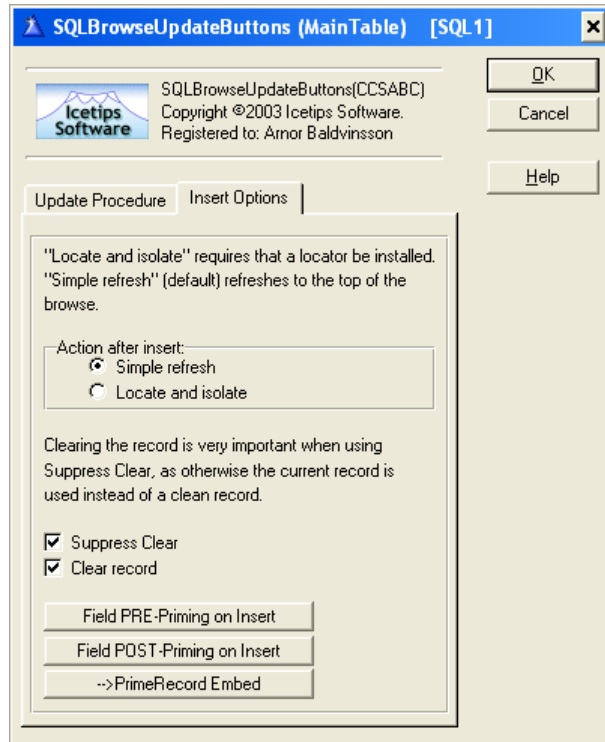 SQLBrowseUpdateButtons (MainTable) [SQL1]
OK
Cancel
Help
Icetips
Software
SQLBrowseUpdateButtons(CCSABC)
Copyright ©2003 Icetips Software.
Registered to: Arnor Baldvinsson
Update Procedure
Insert Options
"Locate and isolate" requires that a locator be installed.
"Simple refresh" (default) refreshes to the top of the
browse.
Action after insert:
Simple refresh
Locate and isolate
Clearing the record is very important when using
Suppress Clear, as otherwise the current record is
used instead of a clean record.
Suppress Clear
Clear record
Field PRE-Priming on Insert
Field POST-Priming on Insert
-->PrimeRecord Embed